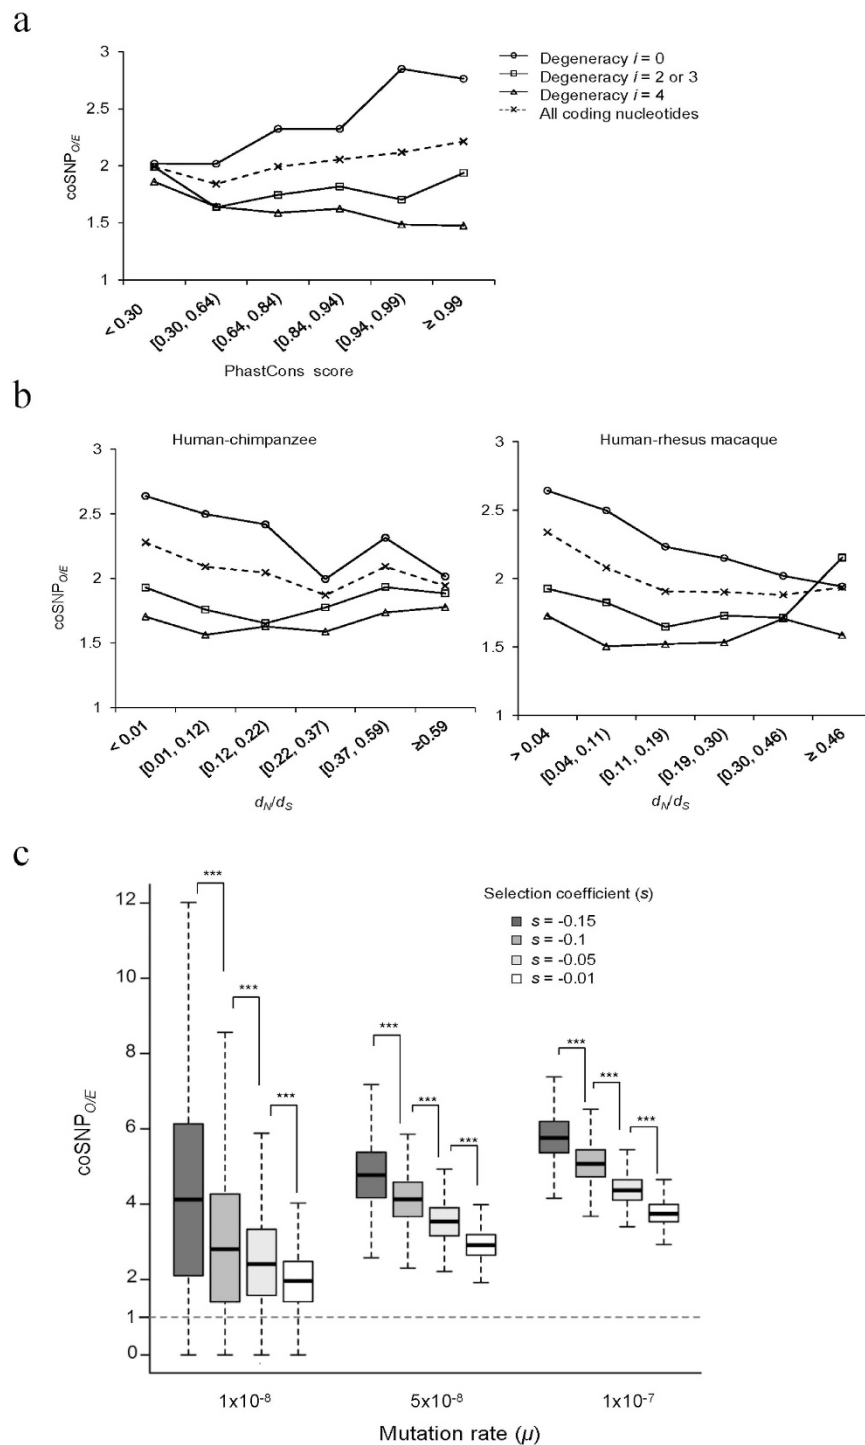 a
3
2.5
2
1.5
1
coSNPO/E
< 0.30
[0.30, 0.64)
[0.64, 0.84)
[0.84, 0.94)
[0.94, 0.99)
≥ 0.99
PhastCons score
Degeneracy i = 0
Degeneracy i = 2 or 3
Degeneracy i = 4
All coding nucleotides
b
Human-chimpanzee
3
2.5
2
1.5
1
coSNPO/E
< 0.01
[0.01, 0.12)
[0.12, 0.22)
[0.22, 0.37)
[0.37, 0.59)
≥0.59
dN/dS
Human-rhesus macaque
3
2.5
2
1.5
1
> 0.04
[0.04, 0.11)
[0.11, 0.19)
[0.19, 0.30)
[0.30, 0.46)
≥ 0.46
dN/dS
c
12
10
8
6
4
2
1
0
coSNPO/E
***
***
***
***
***
***
***
***
***
Selection coefficient (s)
s = -0.15
s = -0.1
s = -0.05
s = -0.01
1x10-8
5x10-8
1x10-7
Mutation rate (µ)